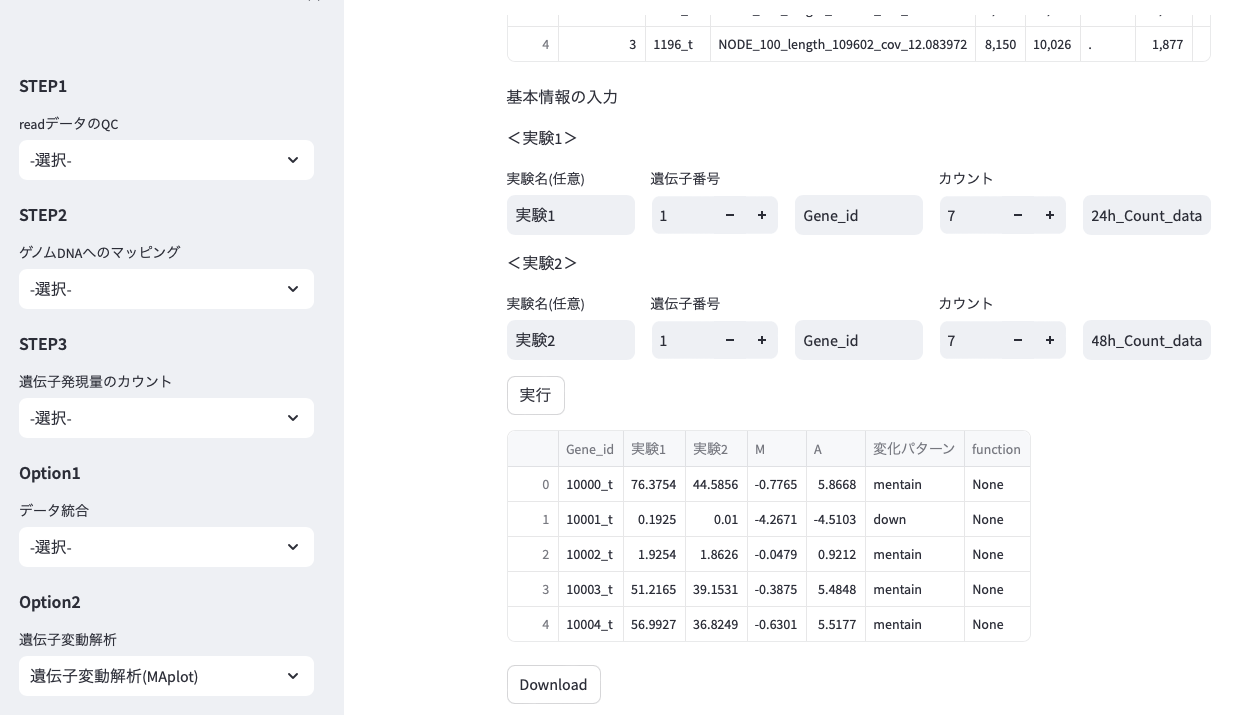 STEP1
readデータのQC
-選択-
STEP2
ゲノムDNAへのマッピング
-選択-
STEP3
遺伝子発現量のカウント
-選択-
Option1
データ統合
-選択-
Option2
遺伝子変動解析
遺伝子変動解析(MAplot)
4 3 1196_t NODE_100_length_109602_cov_12.083972 8,150 10,026 . 1,877
基本情報の入力
＜実験1＞
実験名(任意) 遺伝子番号 カウント
実験1 1 − + Gene_id 7 − + 24h_Count_data
＜実験2＞
実験名(任意) 遺伝子番号 カウント
実験2 1 − + Gene_id 7 − + 48h_Count_data
実行
Gene_id 実験1 実験2 M A 変化パターン function
0 10000_t 76.3754 44.5856 -0.7765 5.8668 mentain None
1 10001_t 0.1925 0.01 -4.2671 -4.5103 down None
2 10002_t 1.9254 1.8626 -0.0479 0.9212 mentain None
3 10003_t 51.2165 39.1531 -0.3875 5.4848 mentain None
4 10004_t 56.9927 36.8249 -0.6301 5.5177 mentain None
Download